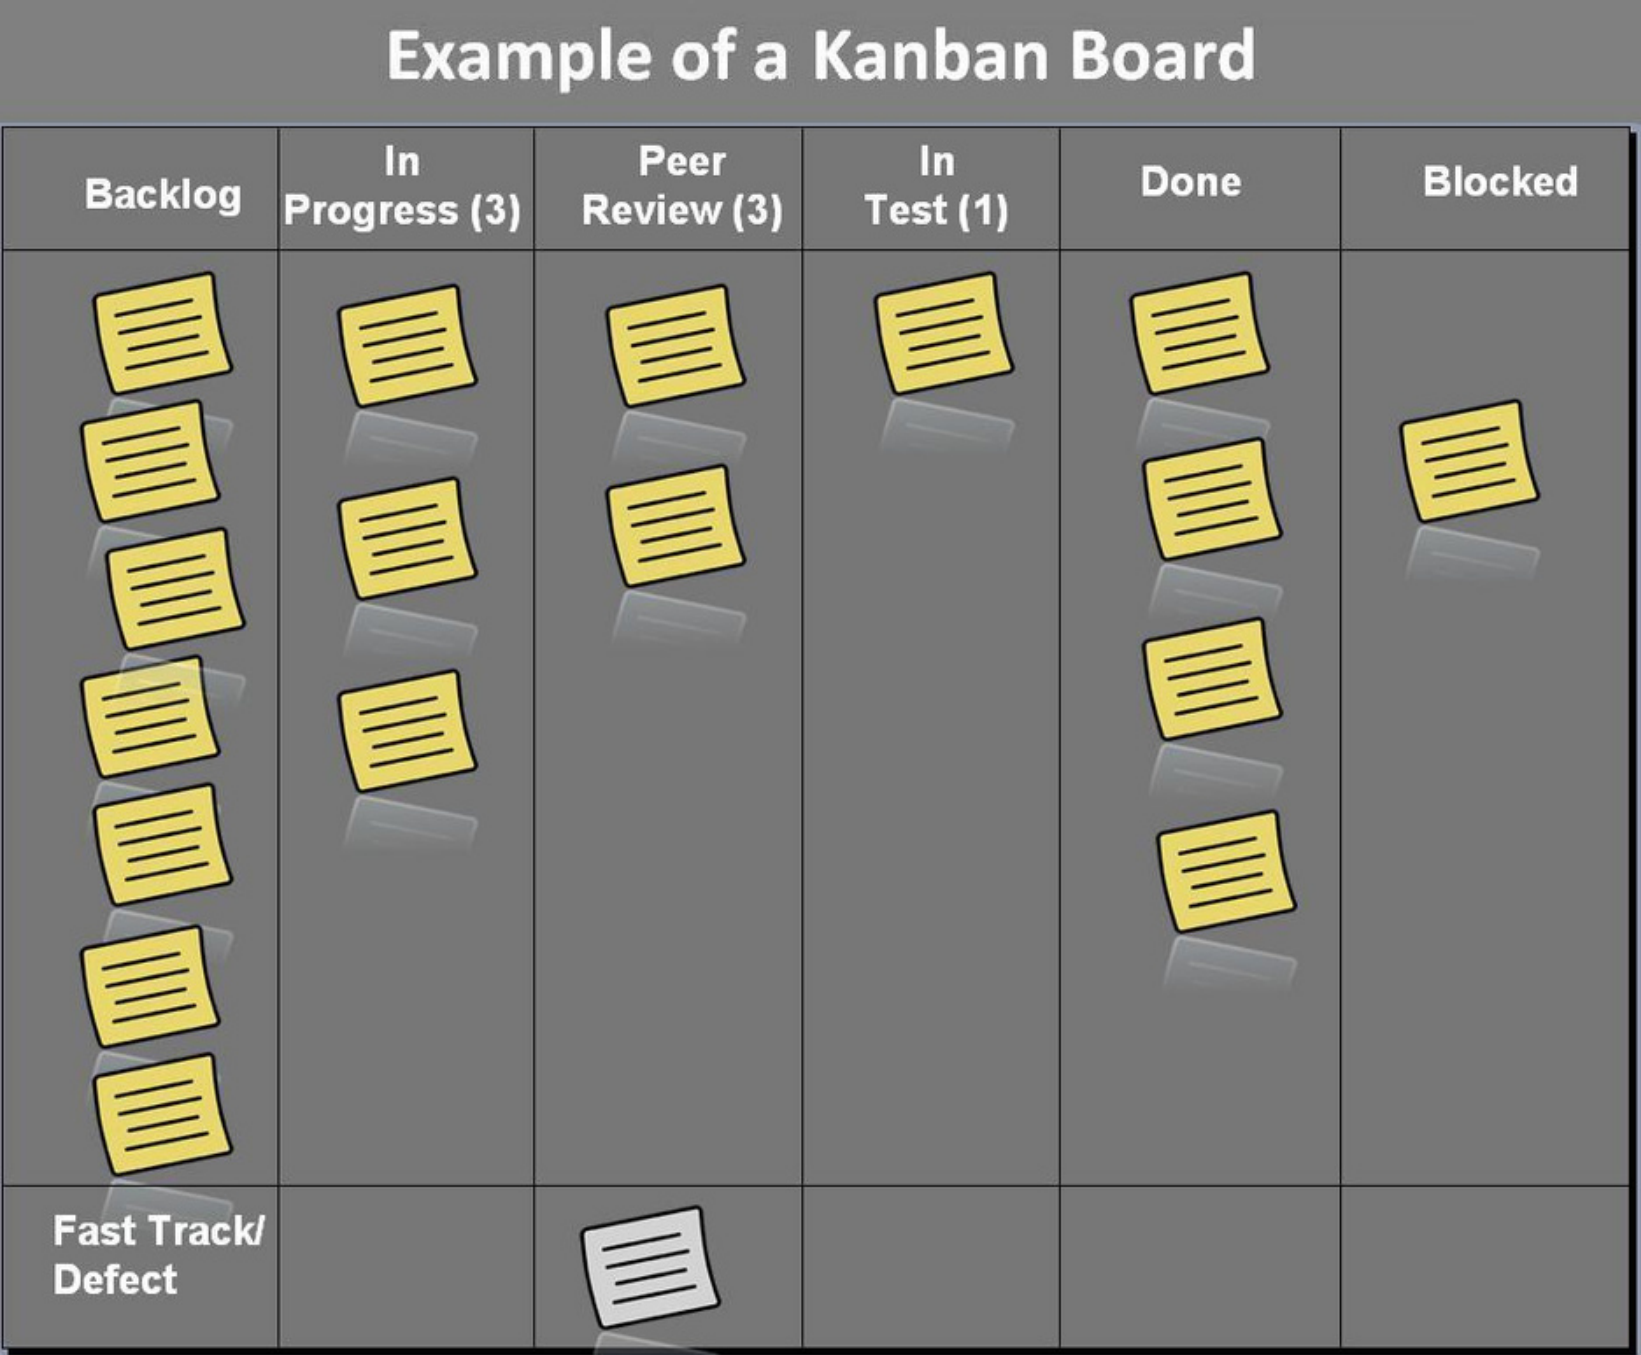 Example of a Kanban Board
Backlog
In
Progress (3)
Peer
Review (3)
In
Test (1)
Done
Blocked
Fast Track/
Defect